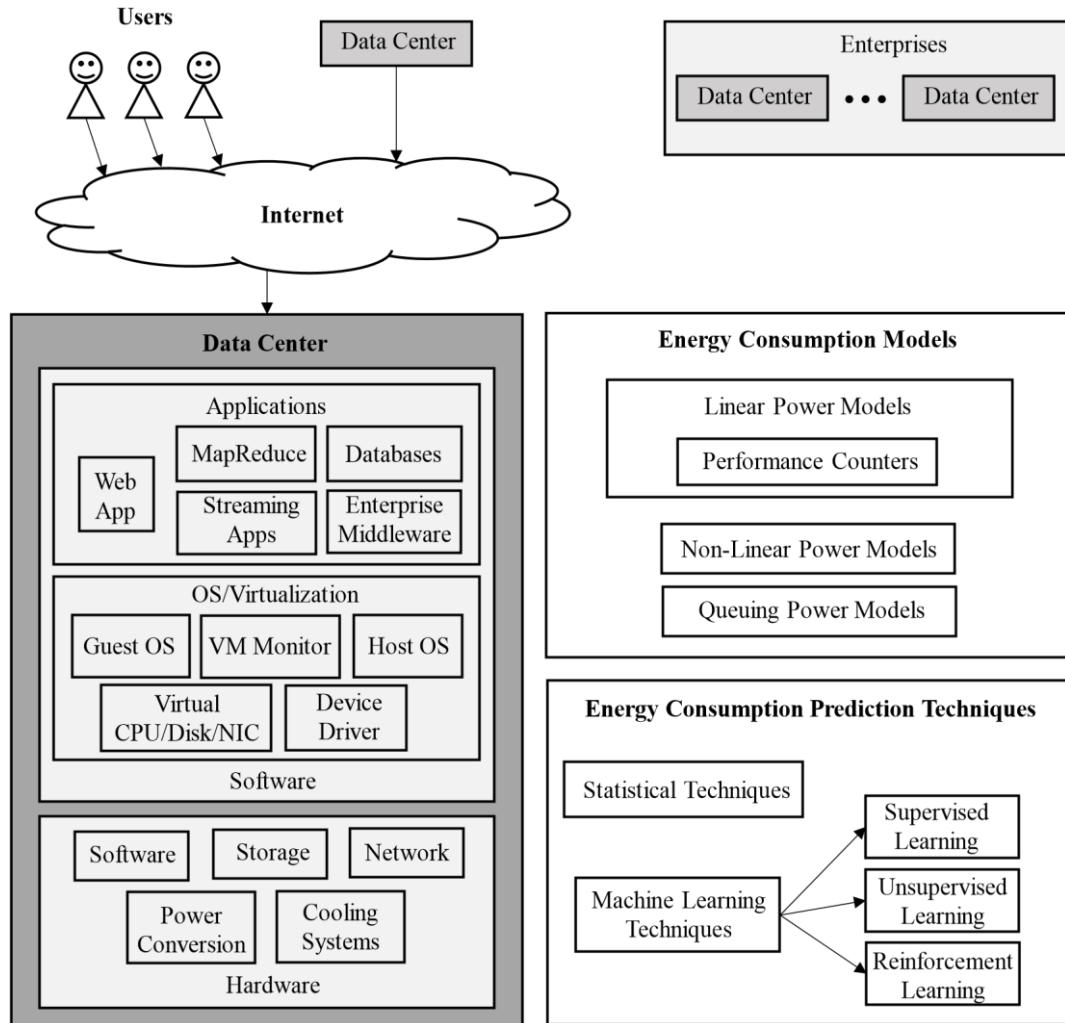 Users
Data Center
Enterprises
Data Center
Data Center
Internet
Data Center
Applications
Web
App
MapReduce
Databases
Streaming
Apps
Enterprise
Middleware
OS/Virtualization
Guest OS
VM Monitor
Host OS
Virtual
CPU/Disk/NIC
Device
Driver
Software
Software
Storage
Network
Power
Conversion
Cooling
Systems
Hardware
Energy Consumption Models
Linear Power Models
Performance Counters
Non-Linear Power Models
Queuing Power Models
Energy Consumption Prediction Techniques
Statistical Techniques
Machine Learning
Techniques
Supervised
Learning
Unsupervised
Learning
Reinforcement
Learning